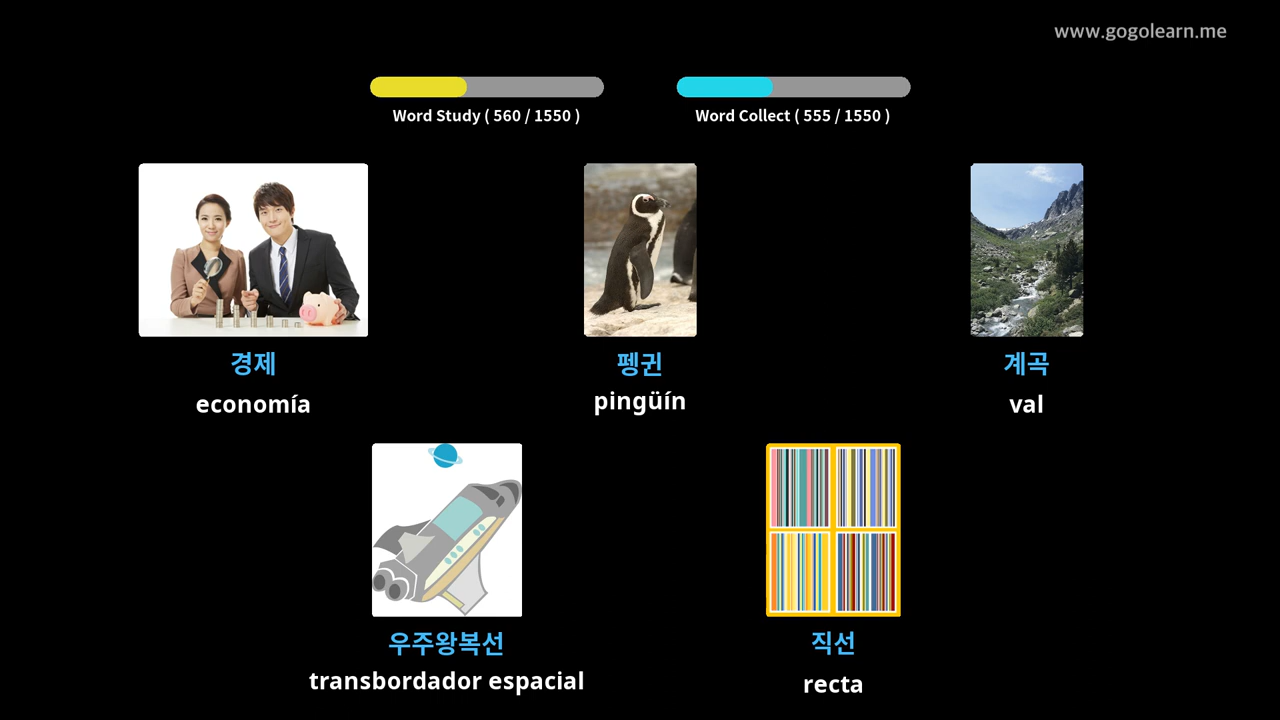 www.gogolearn.me
Word Study ( 560 / 1550 )
Word Collect ( 555 / 1550 )
경제
economía
펭귄
pingüín
계곡
val
우주왕복선
transbordador espacial
직선
recta